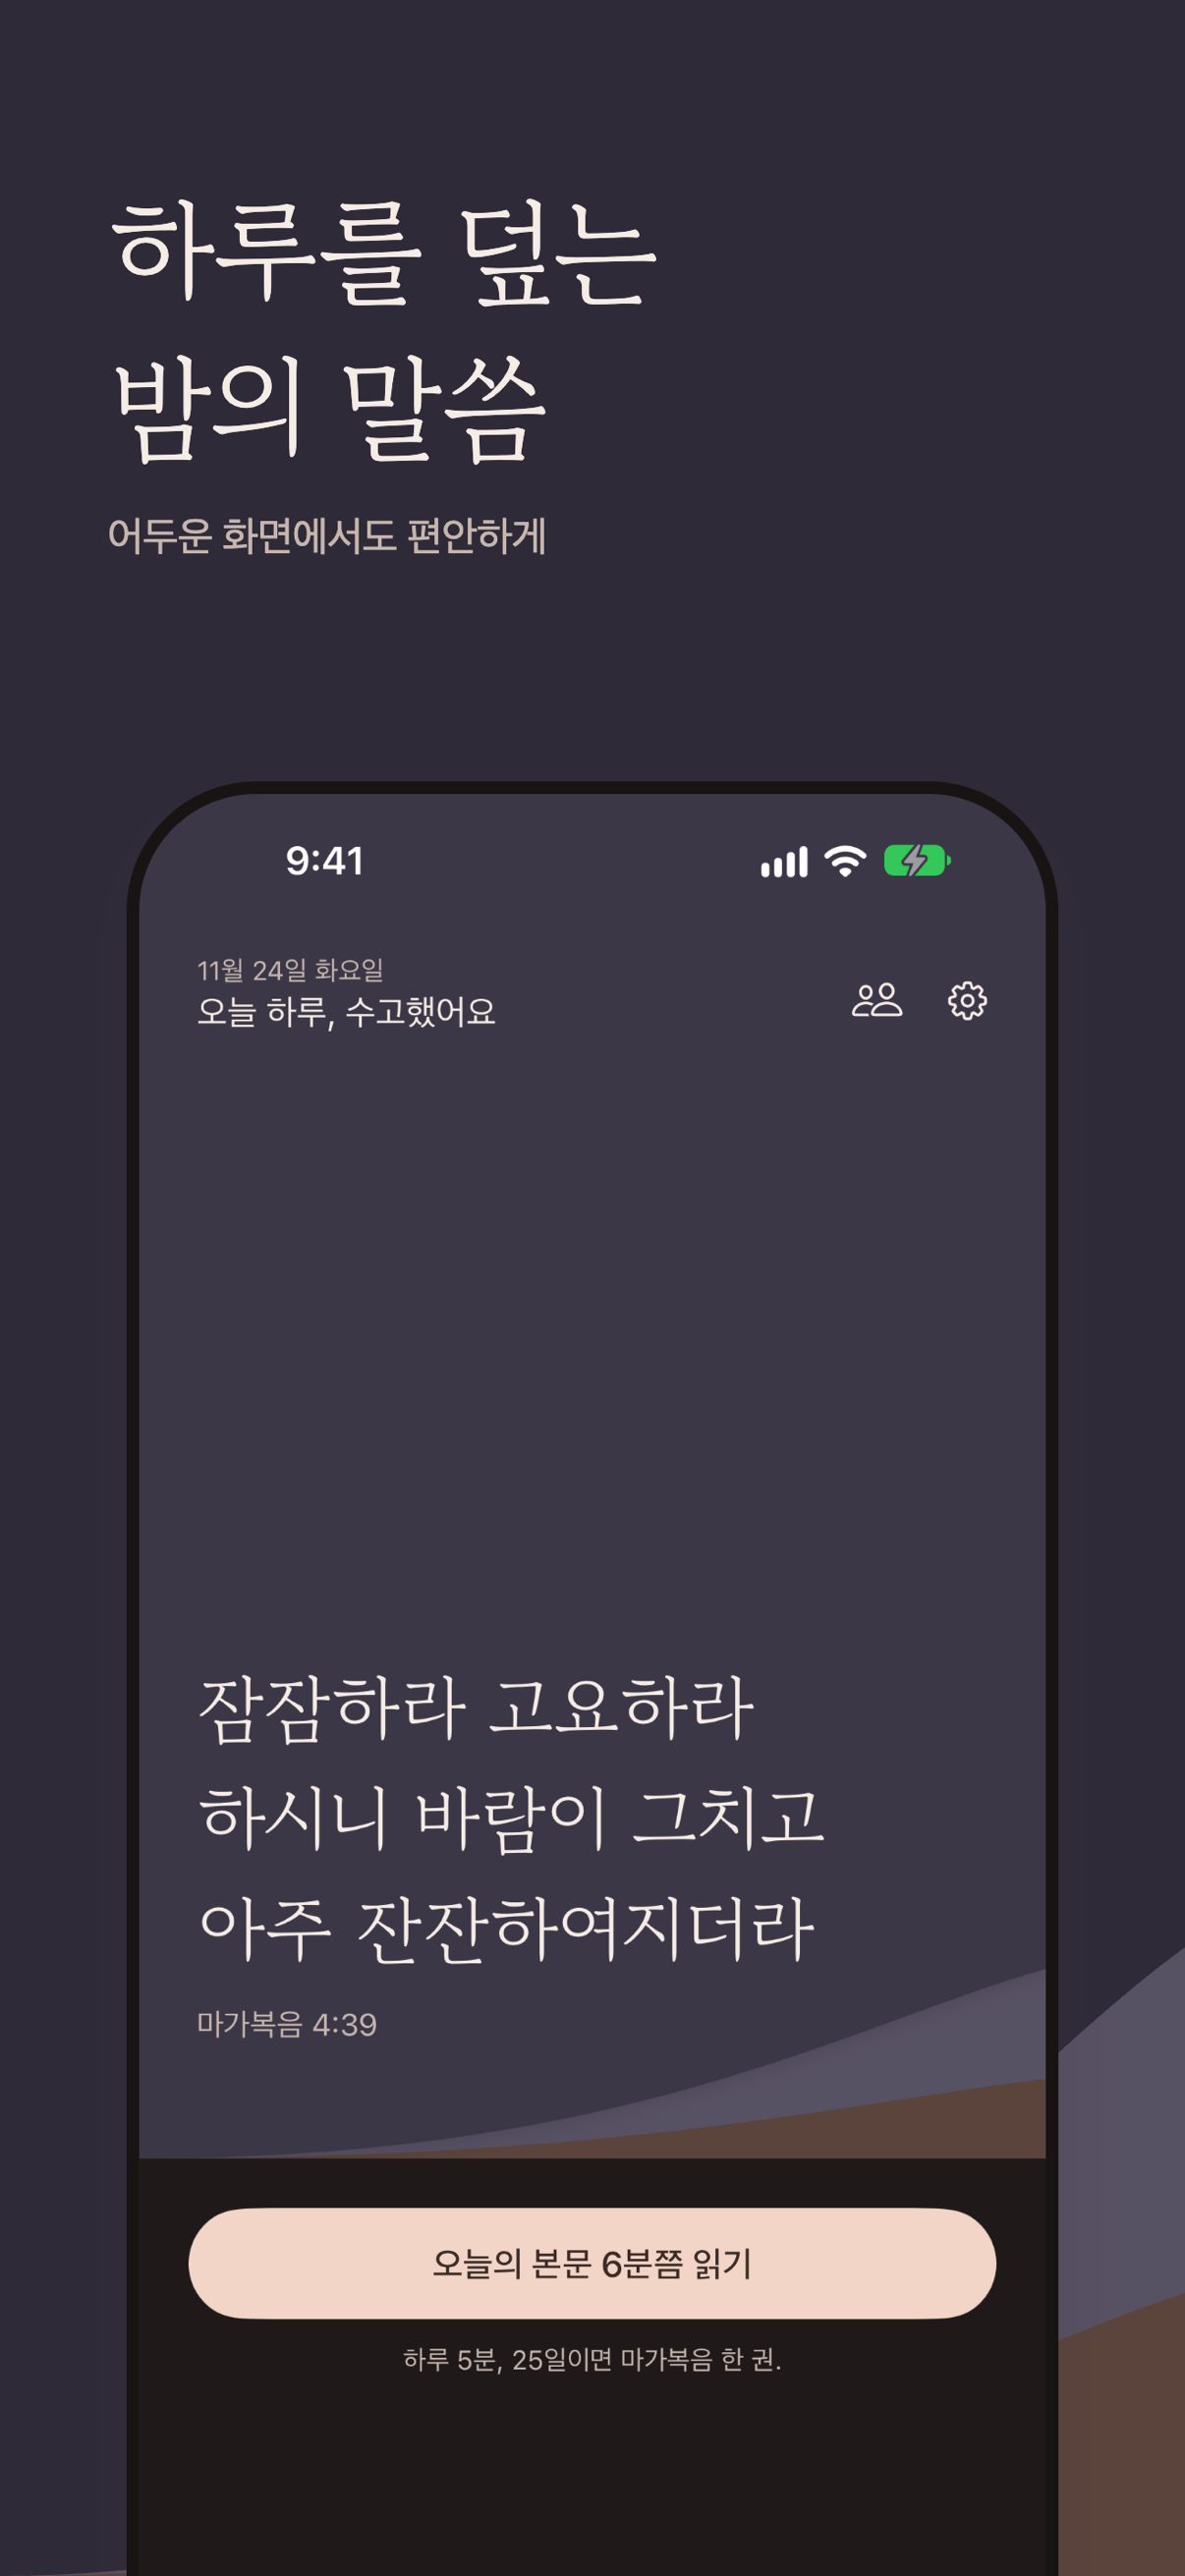 하루를 덮는
밤의 말씀
어두운 화면에서도 편안하게
9:41
11월 24일 화요일
오늘 하루, 수고했어요
잠잠하라 고요하라
하시니 바람이 그치고
아주 잔잔하여지더라
마가복음 4:39
오늘의 본문 6분쯤 읽기
하루 5분, 25일이면 마가복음 한 권.